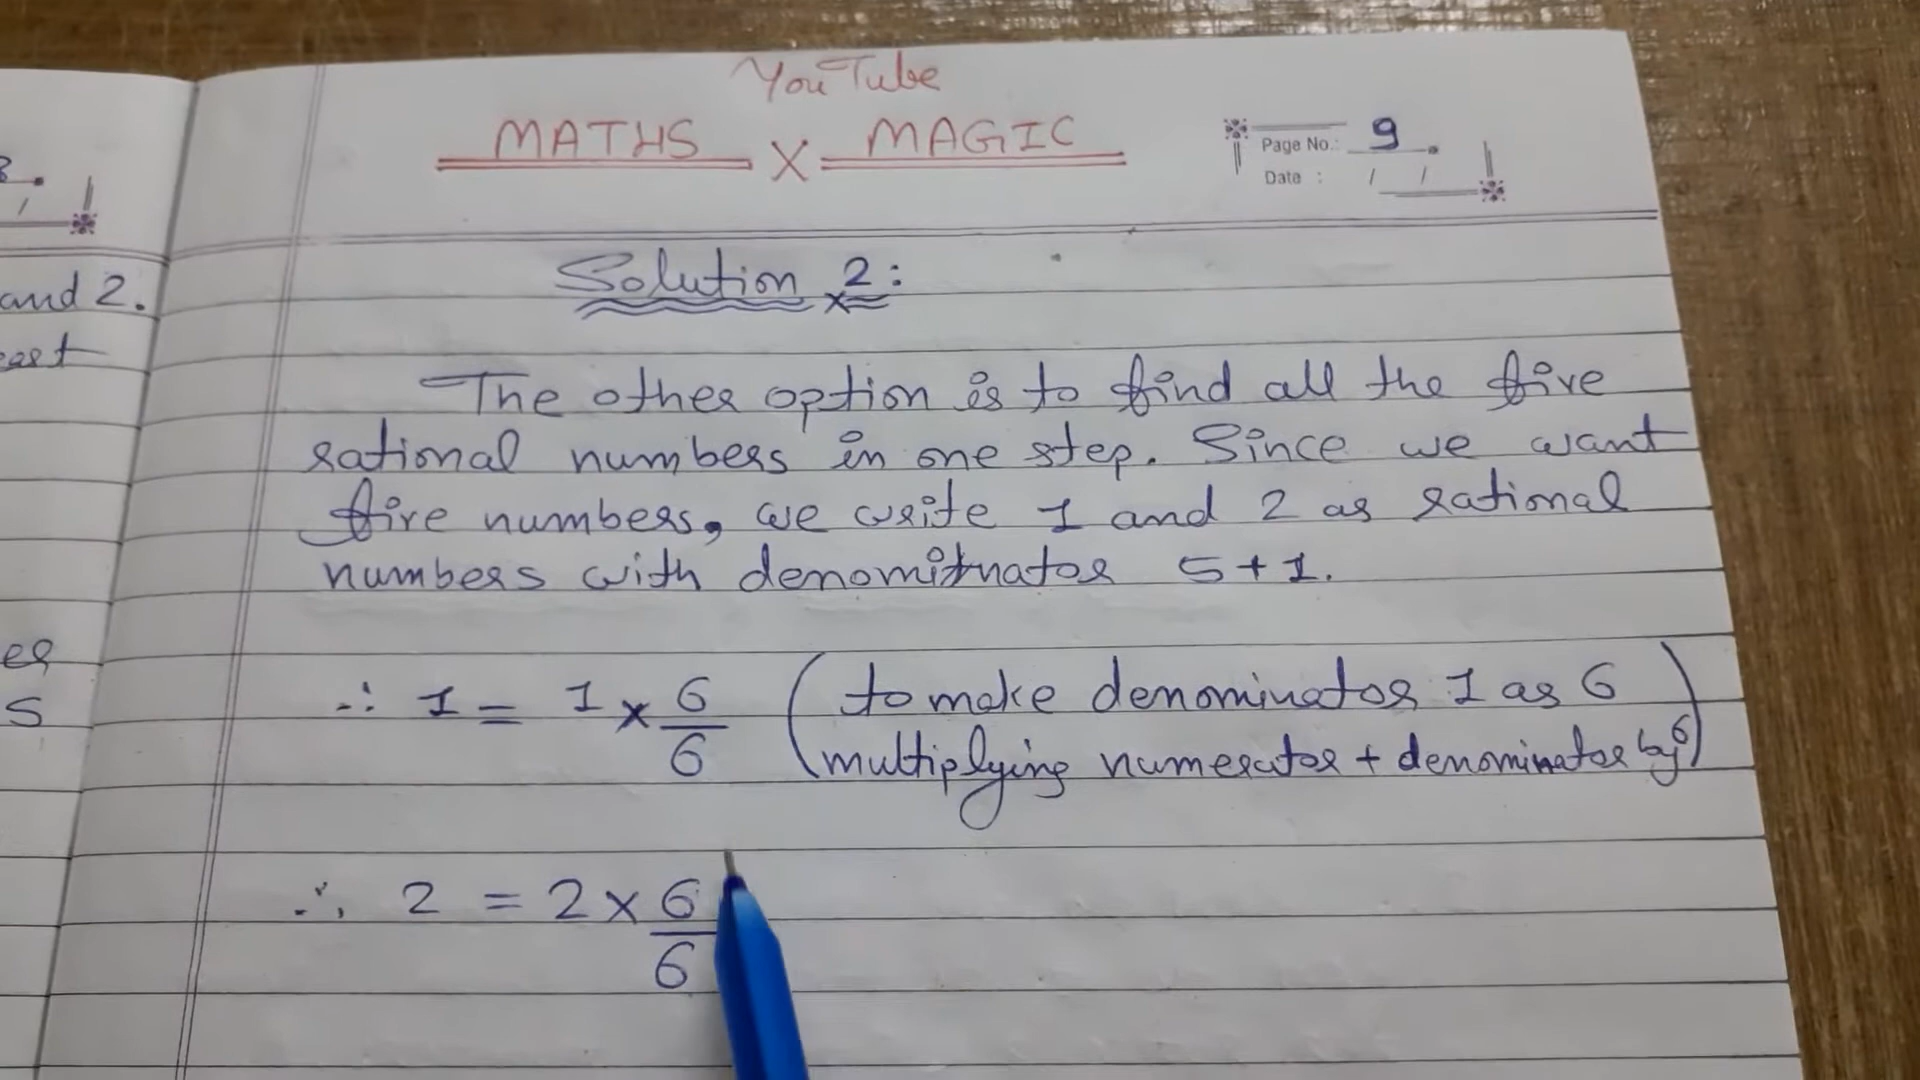 YouTube
MATHS X MAGIC
Page No.: 9.
Date : / /
and 2.
Solution 2:
The other option is to find all the five
rational numbers in one step. Since we want
five numbers, we write 1 and 2 as rational
numbers with denominator 5+1.
∴ 1 = 1 × 6/6 (to make denominator 1 as 6
multiplying numerator + denominator by 6)
∴ 2 = 2 × 6/6